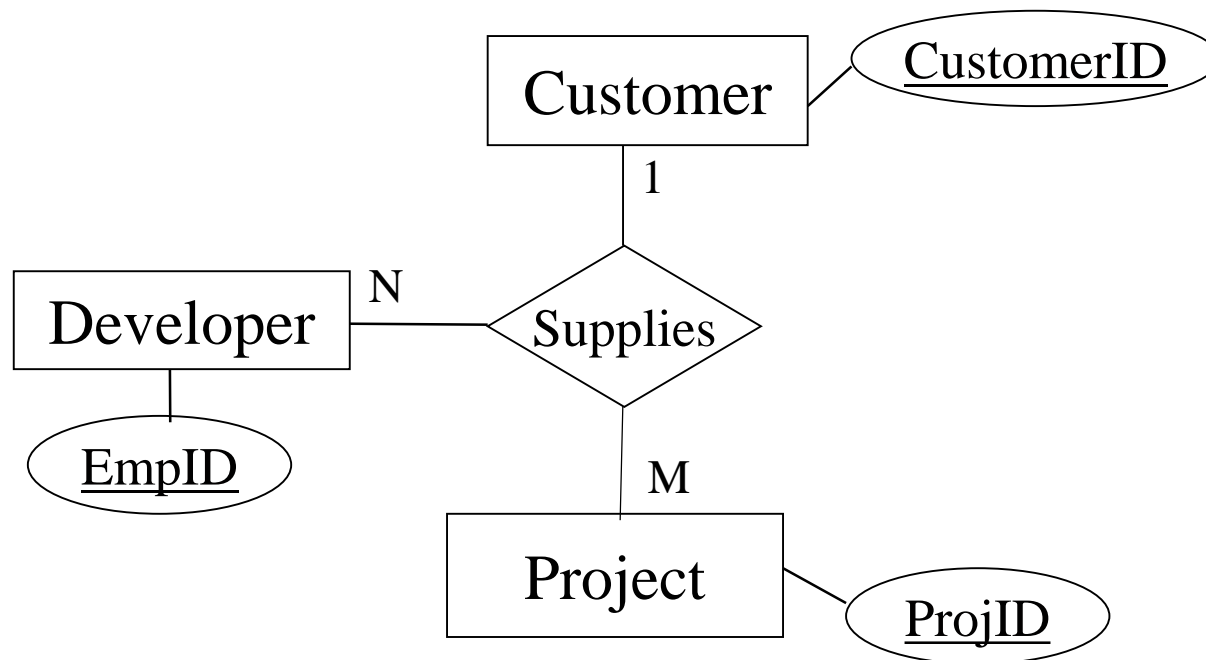 CustomerID
Customer
1
N
Developer
Supplies
EmpID
M
Project
ProjID